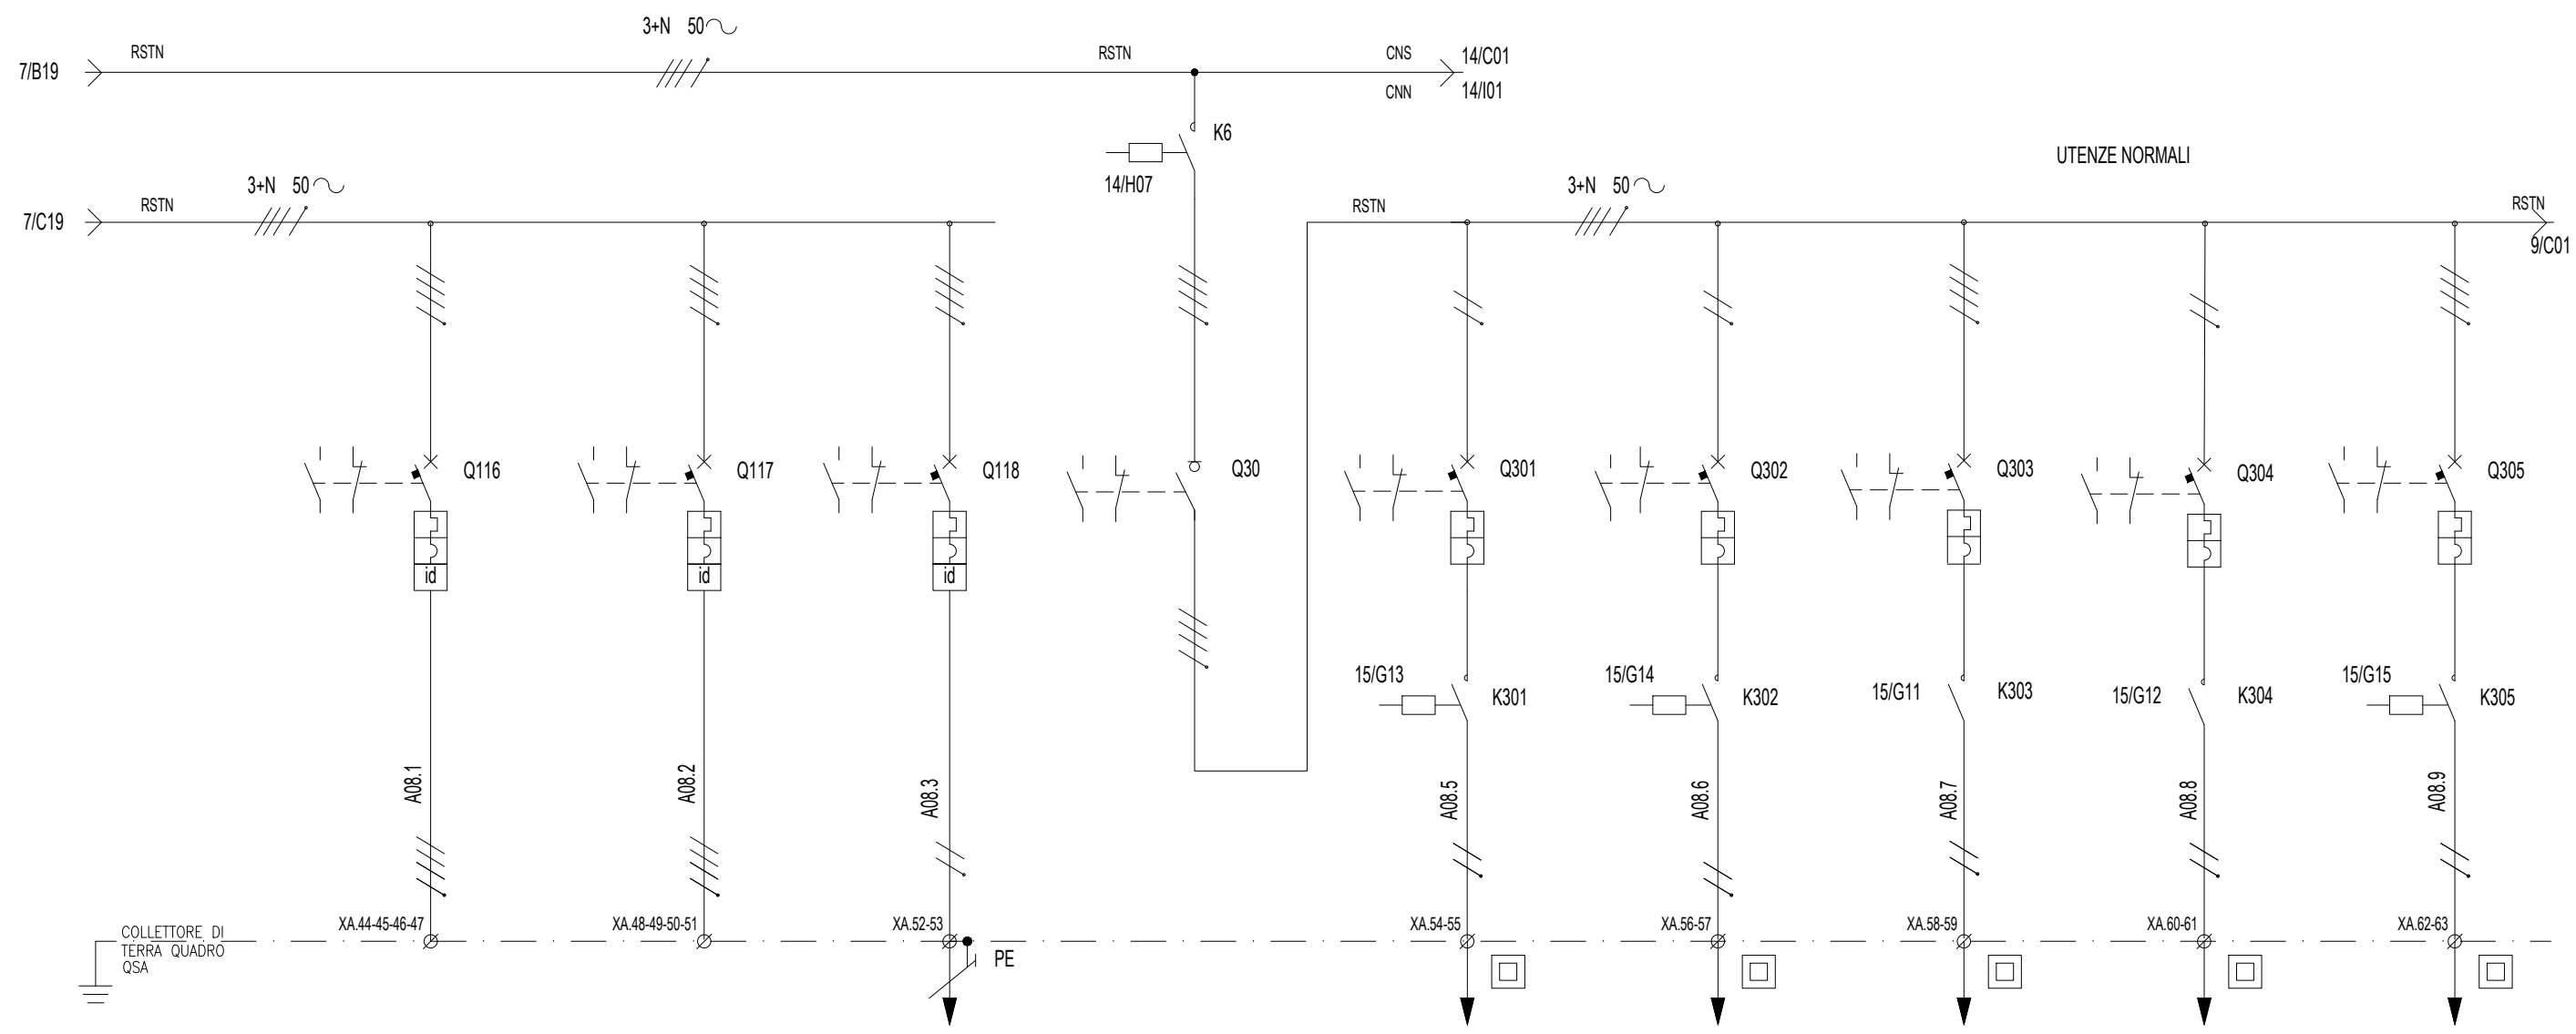 3+N 50
7/B19
RSTN
RSTN
CNS
14/C01
CNN
14/I01
K6
14/H07
UTENZE NORMALI
7/C19
RSTN
3+N 50
RSTN
3+N 50
RSTN
9/C01
Q116
Q117
Q118
Q30
Q301
Q302
Q303
Q304
Q305
id
id
id
15/G13
K301
15/G14
K302
15/G11
K303
15/G12
K304
15/G15
K305
A08.1
A08.2
A08.3
A08.5
A08.6
A08.7
A08.8
A08.9
XA.44-45-46-47
XA.48-49-50-51
XA.52-53
XA.54-55
XA.56-57
XA.58-59
XA.60-61
XA.62-63
COLLETTORE DI
TERRA QUADRO
QSA
PE